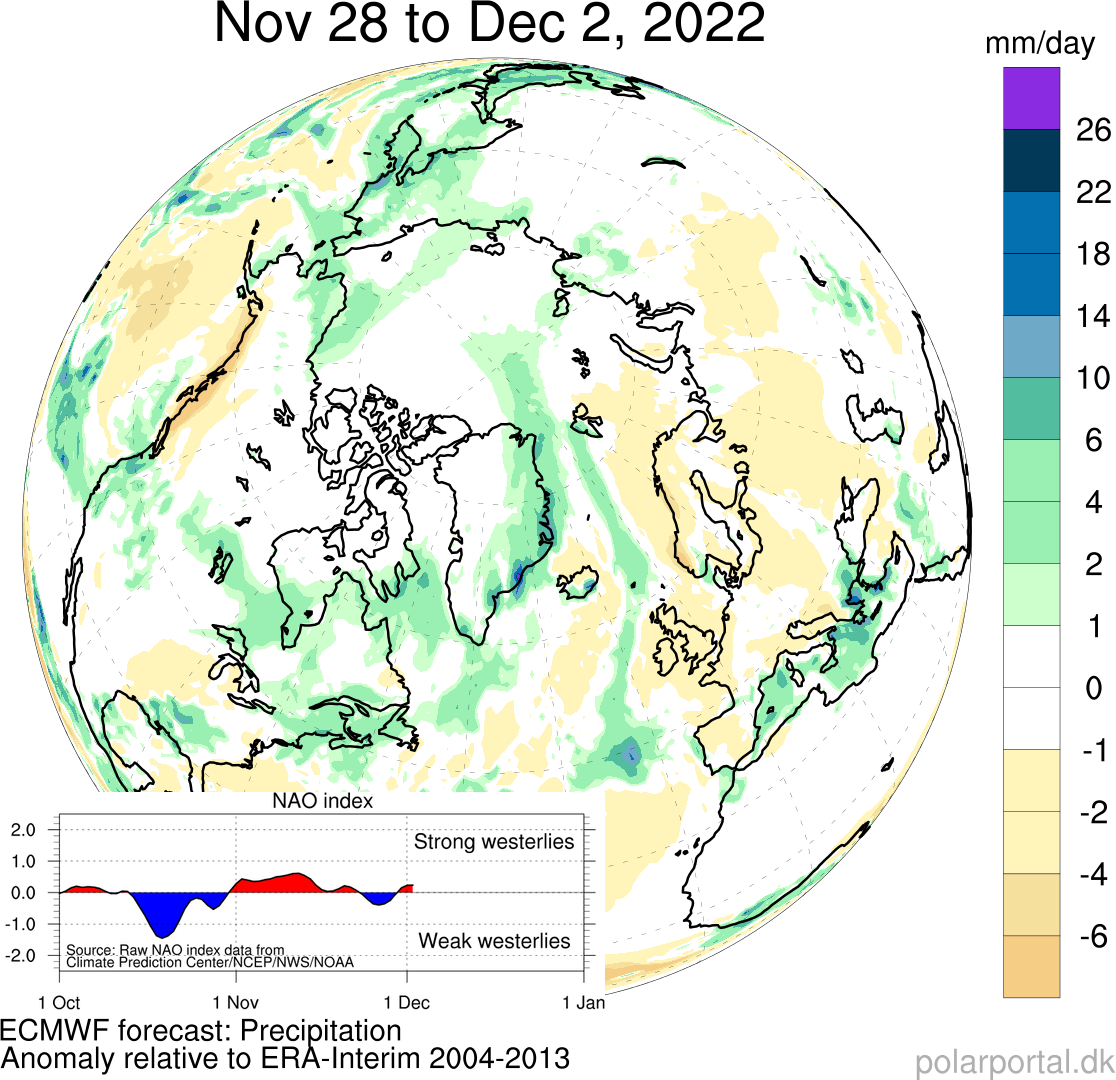 Nov 28 to Dec 2, 2022
mm/day
26
22
18
14
10
6
4
2
1
0
-1
-2
-4
-6
NAO index
2.0
1.0
0.0
-1.0
-2.0
Strong westerlies
Weak westerlies
Source: Raw NAO index data from
Climate Prediction Center/NCEP/NWS/NOAA
1 Oct
1 Nov
1 Dec
1 Jan
ECMWF forecast: Precipitation
Anomaly relative to ERA-Interim 2004-2013
polarportal.dk